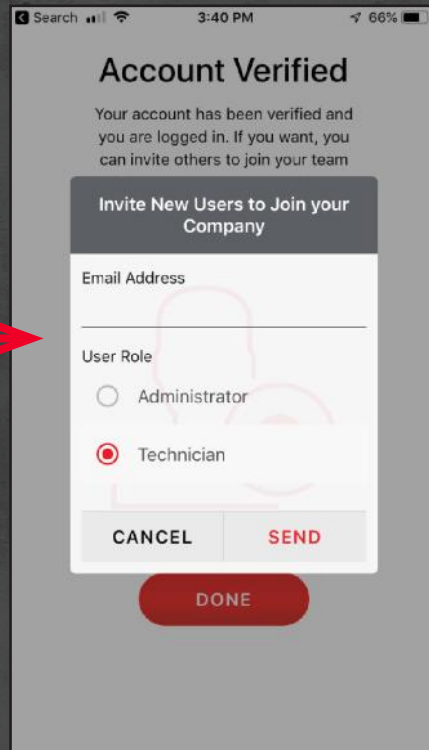 Search 3:40 PM 66%
Account Verified
Your account has been verified and
you are logged in. If you want, you
can invite others to join your team
Invite New Users to Join your
Company
Email Address
User Role
Administrator
Technician
CANCEL SEND
DONE